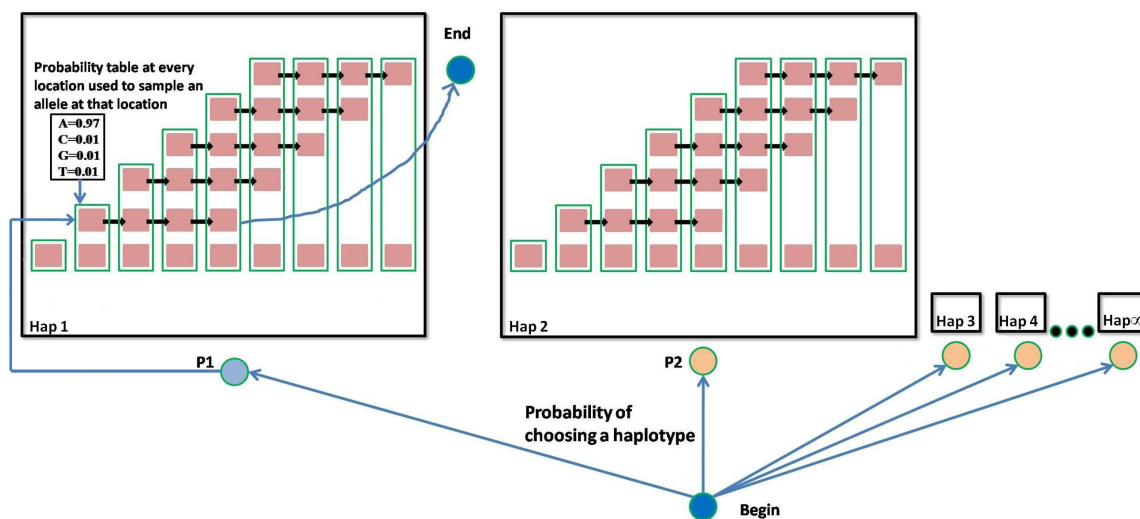 End
Probability table at every
location used to sample an
allele at that location
A=0.97
C=0.01
G=0.01
T=0.01
Hap 1
Hap 2
Hap 3
Hap 4
Hap∞
P1
P2
Probability of
choosing a haplotype
Begin